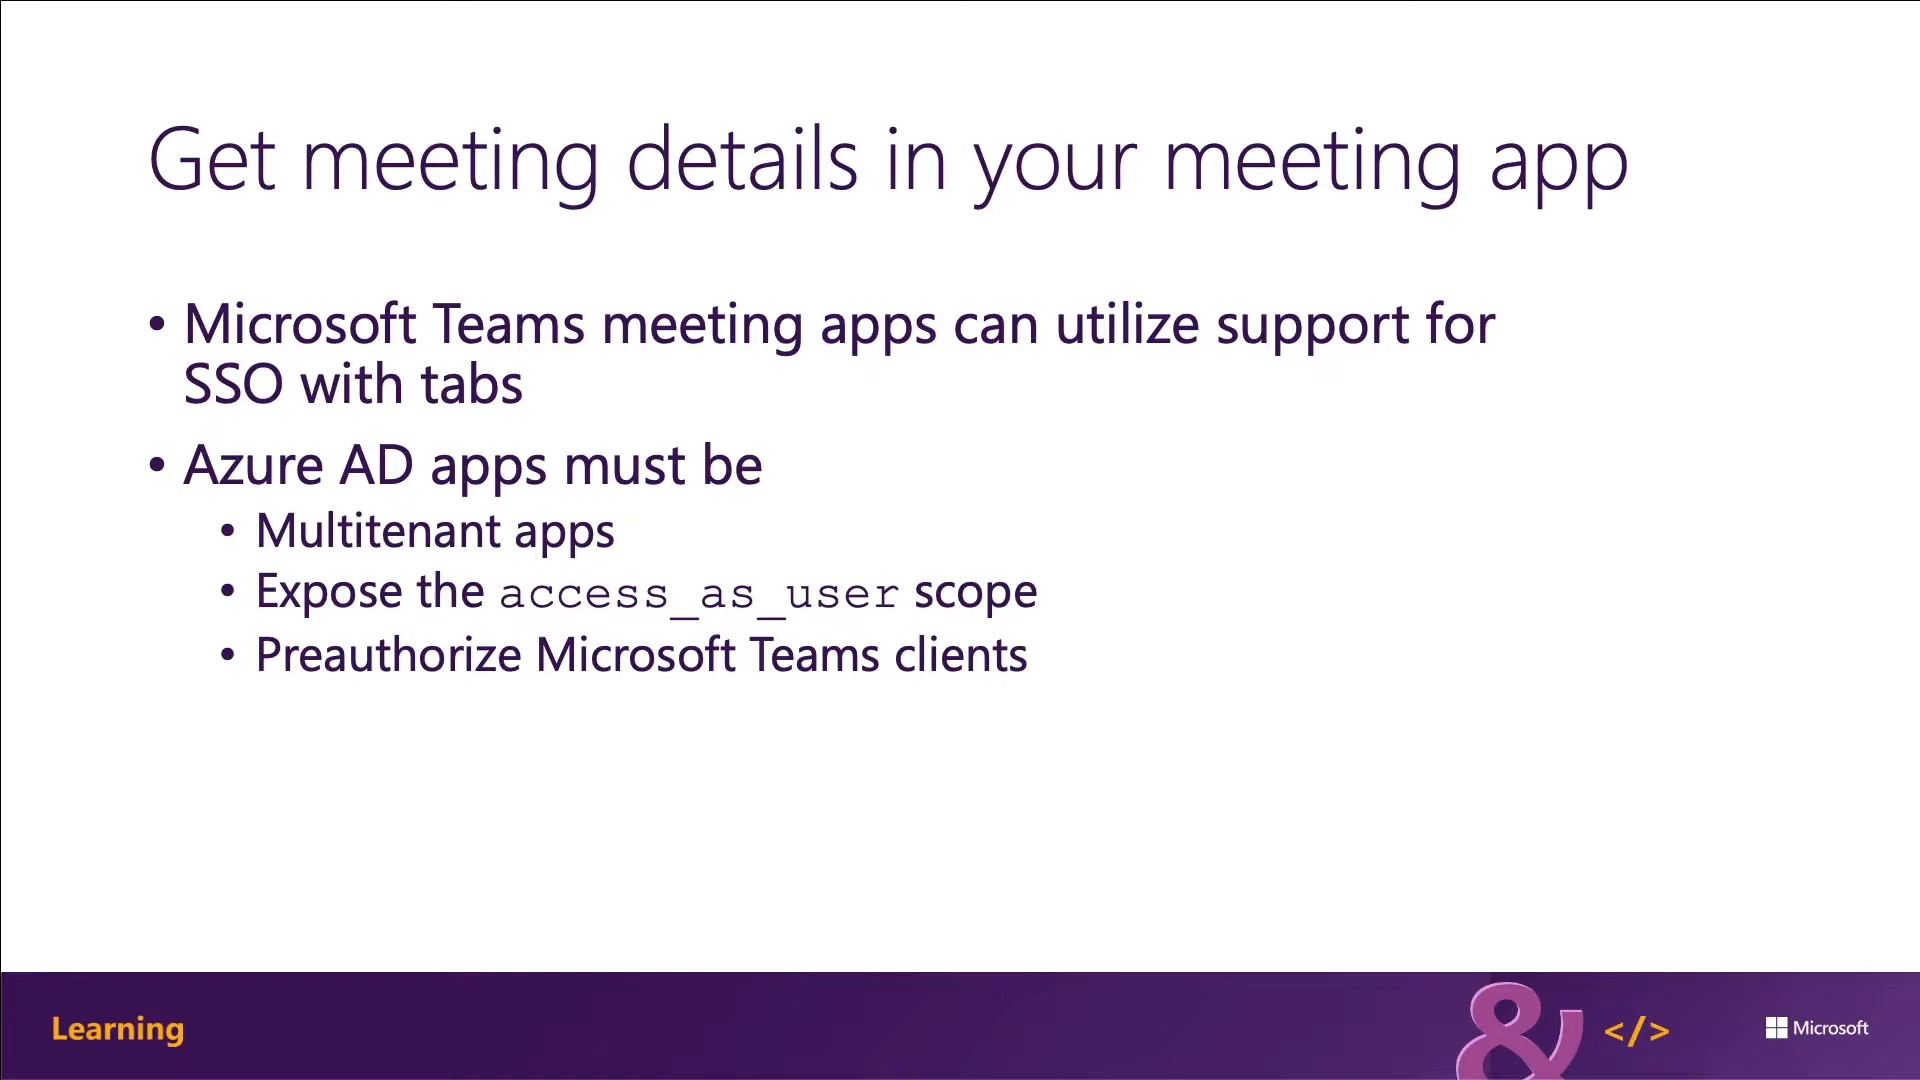 Get meeting details in your meeting app
• Microsoft Teams meeting apps can utilize support for
SSO with tabs
• Azure AD apps must be
• Multitenant apps
• Expose the access_as_user scope
• Preauthorize Microsoft Teams clients
Learning
& </>
Microsoft